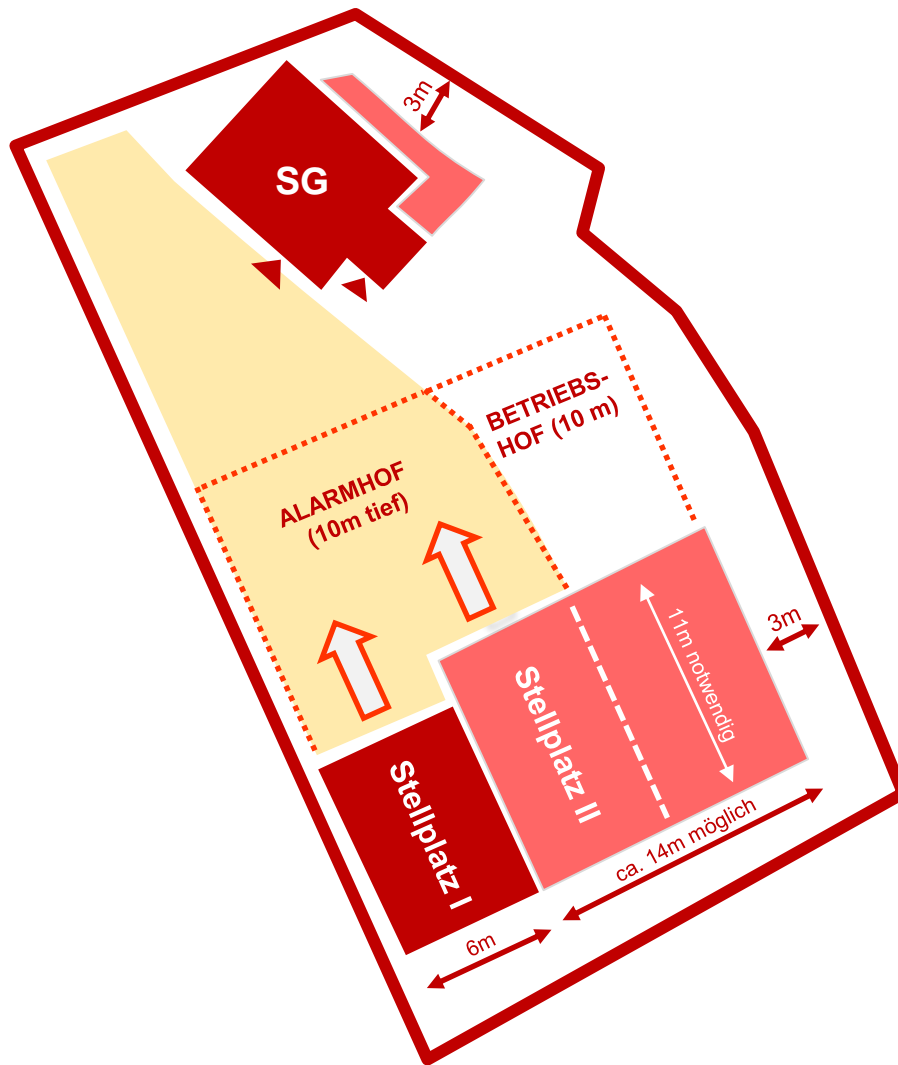 3m
SG
BETRIEBS-
HOF (10 m)
ALARMHOF
(10m tief)
3m
11m notwendig
Stellplatz II
Stellplatz I
ca. 14m möglich
6m